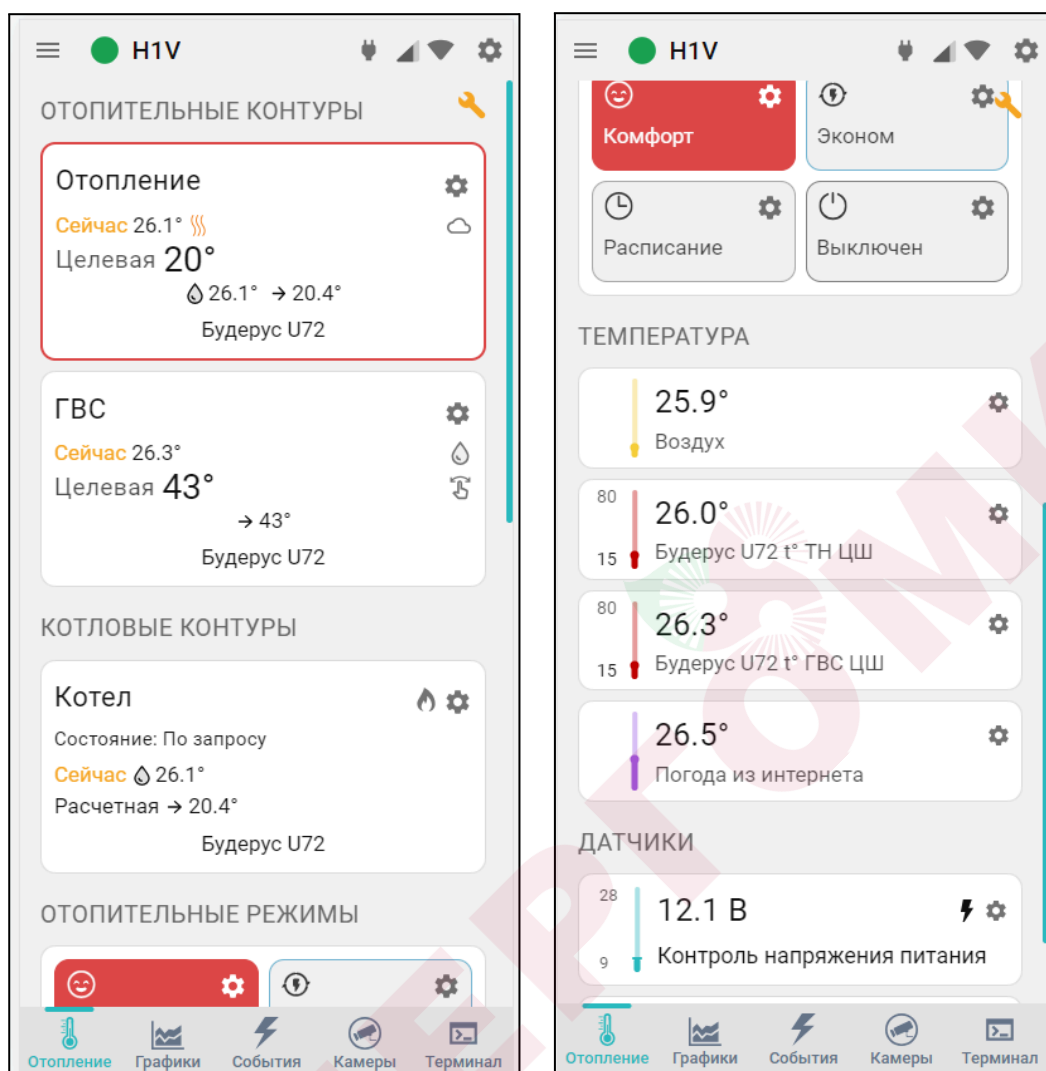 H1V
ОТОПИТЕЛЬНЫЕ КОНТУРЫ
Отопление
Сейчас 26.1°
Целевая 20°
26.1° → 20.4°
Будерус U72
ГВС
Сейчас 26.3°
Целевая 43°
→ 43°
Будерус U72
КОТЛОВЫЕ КОНТУРЫ
Котел
Состояние: По запросу
Сейчас 26.1°
Расчетная → 20.4°
Будерус U72
ОТОПИТЕЛЬНЫЕ РЕЖИМЫ
Отопление Графики События Камеры Терминал
H1V
Комфорт Эконом
Расписание Выключен
ТЕМПЕРАТУРА
25.9°
Воздух
80
26.0°
Будерус U72 t° ТН ЦШ
15
80
26.3°
Будерус U72 t° ГВС ЦШ
15
26.5°
Погода из интернета
ДАТЧИКИ
28
12.1 В
Контроль напряжения питания
9
Отопление Графики События Камеры Терминал